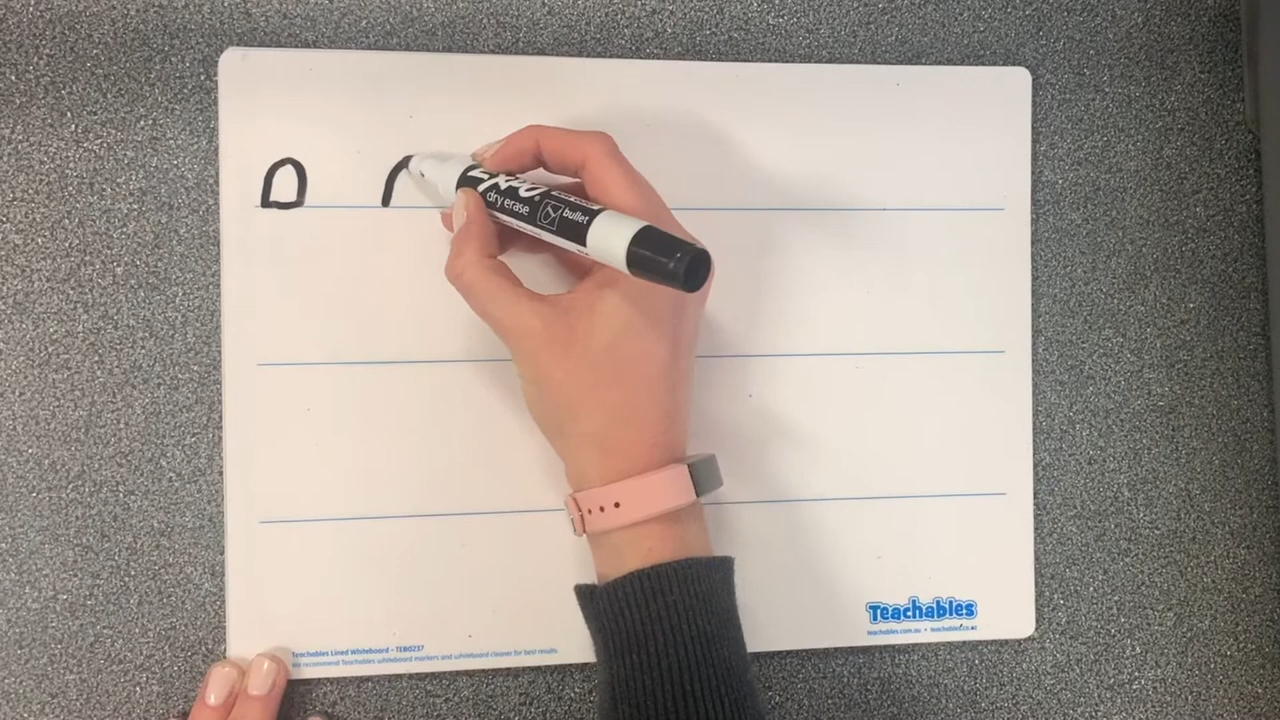 EXPO
dry erase
bullet
Teachables
teachables.com.au • teachables.co.nz
Teachables Lined Whiteboard - TEBO237
We recommend Teachables whiteboard markers and whiteboard cleaner for best results